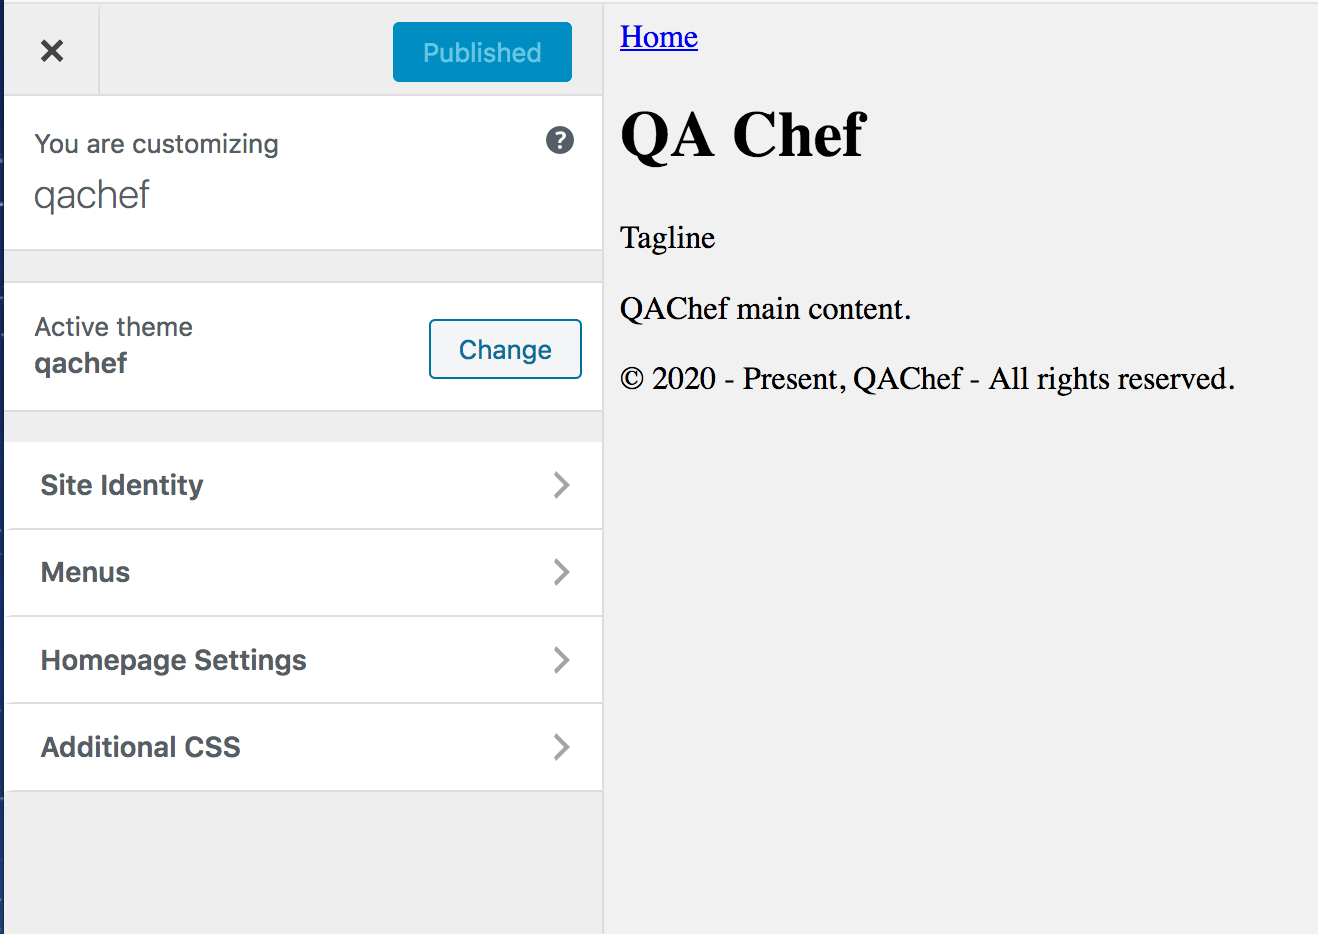 Published
You are customizing
qachef
Active theme
qachef
Change
Site Identity
Menus
Homepage Settings
Additional CSS
Home
QA Chef
Tagline
QAChef main content.
© 2020 - Present, QAChef - All rights reserved.